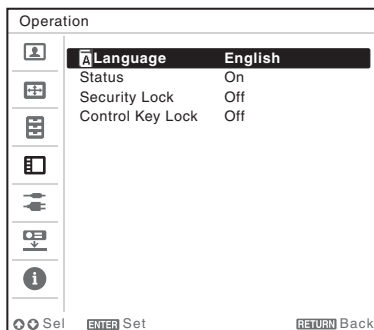 Operation
A Language English
Status On
Security Lock Off
Control Key Lock Off
Sel ENTER Set RETURN Back